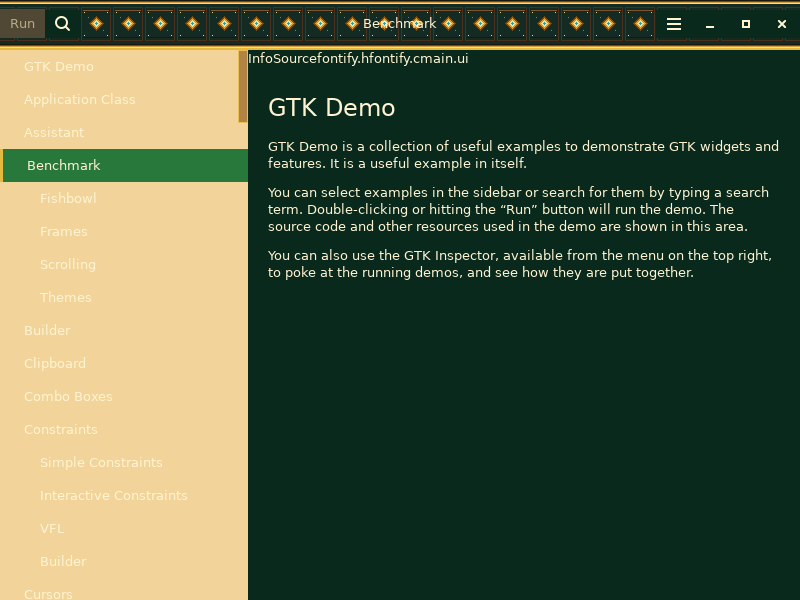 Run
Benchmark
GTK Demo
Application Class
Assistant
Benchmark
Fishbowl
Frames
Scrolling
Themes
Builder
Clipboard
Combo Boxes
Constraints
Simple Constraints
Interactive Constraints
VFL
Builder
Cursors
InfoSourcefontify.hfontify.cmain.ui
GTK Demo
GTK Demo is a collection of useful examples to demonstrate GTK widgets and
features. It is a useful example in itself.
You can select examples in the sidebar or search for them by typing a search
term. Double-clicking or hitting the “Run” button will run the demo. The
source code and other resources used in the demo are shown in this area.
You can also use the GTK Inspector, available from the menu on the top right,
to poke at the running demos, and see how they are put together.